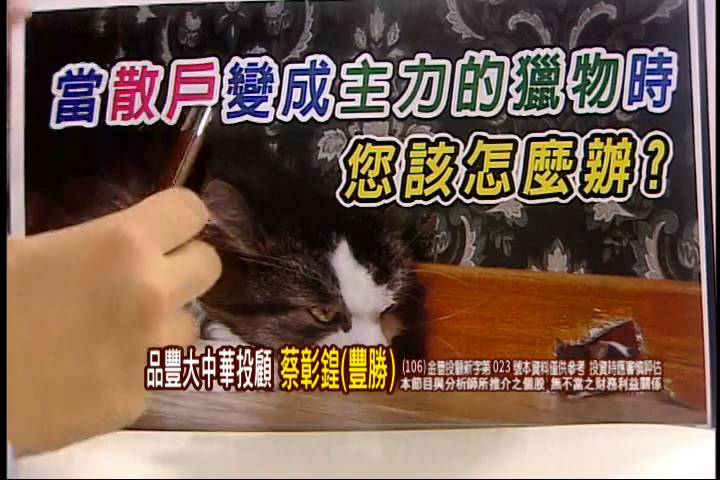 當散戶變成主力的獵物時
您該怎麼辦?
品豐大中華投顧 蔡彰鍠(豐勝)
(106)金管投顧新字第023號本資料僅供參考 投資時應審慎評估
本節目與分析師所推介之個股 無不當之財務利益關係